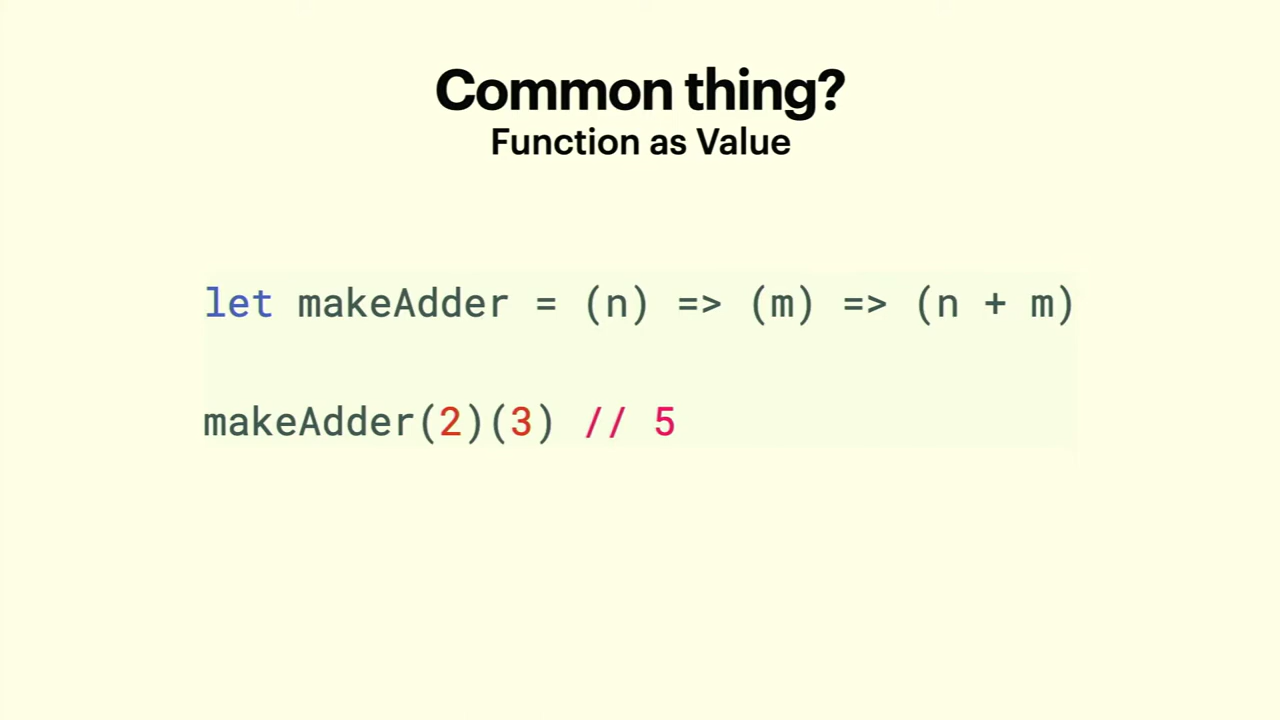 Common thing?
Function as Value
let makeAdder = (n) => (m) => (n + m)
makeAdder(2)(3) // 5